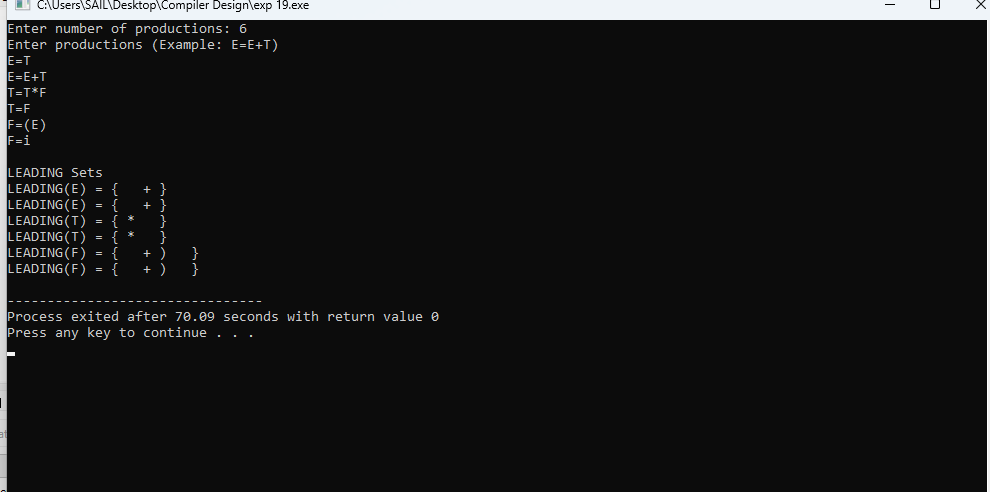 C:\Users\SAIL\Desktop\Compiler Design\exp 19.exe
Enter number of productions: 6
Enter productions (Example: E=E+T)
E=T
E=E+T
T=T*F
T=F
F=(E)
F=i
LEADING Sets
LEADING(E) = {   + }
LEADING(E) = {   + }
LEADING(T) = { *   }
LEADING(T) = { *   }
LEADING(F) = {   + )   }
LEADING(F) = {   + )   }
--------------------------------
Process exited after 70.09 seconds with return value 0
Press any key to continue . . .